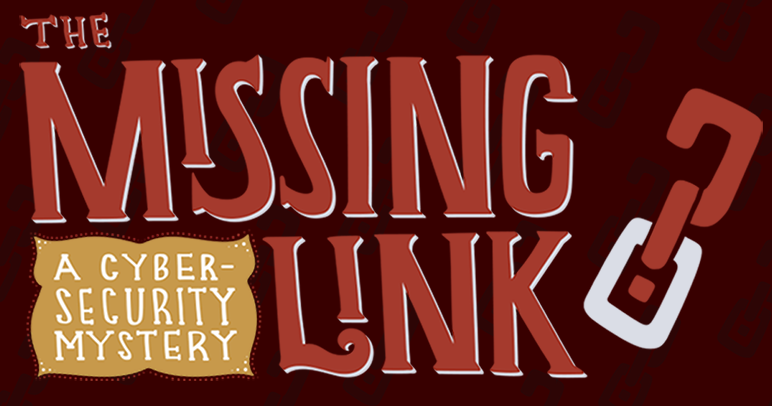 THE
MISSING
LINK
A CYBER-
SECURITY
MYSTERY